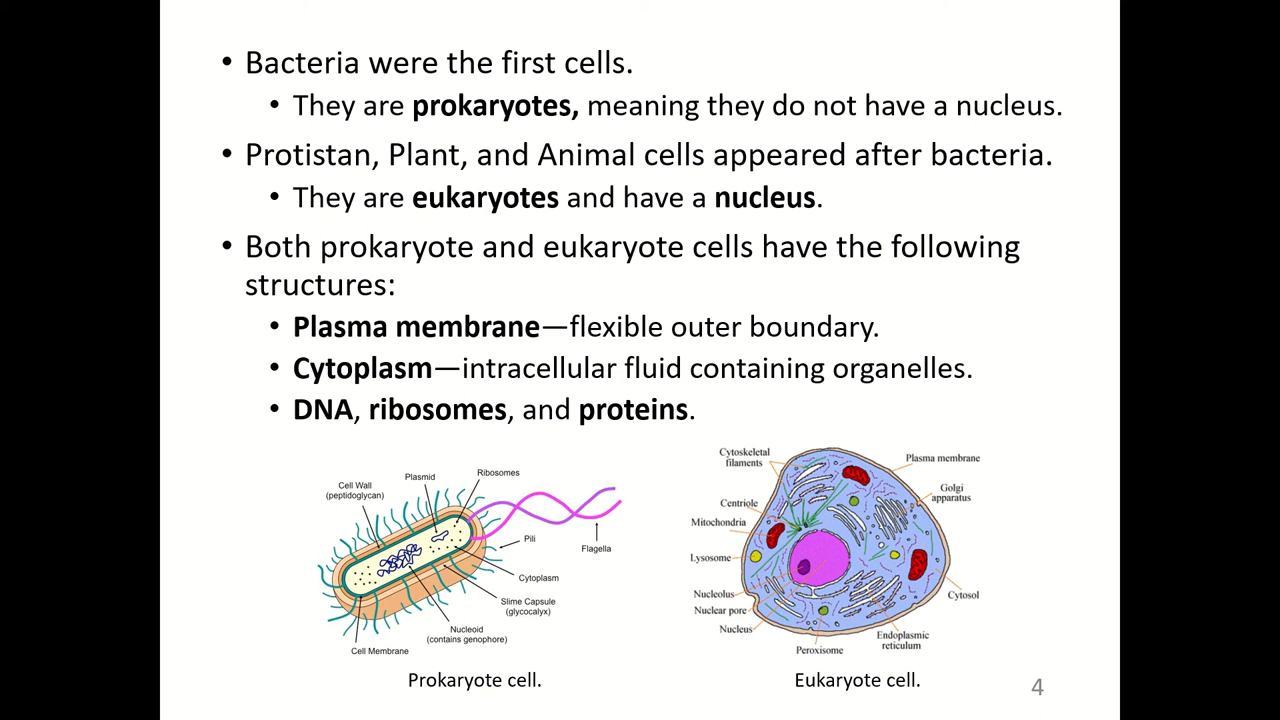 • Bacteria were the first cells.
• They are prokaryotes, meaning they do not have a nucleus.
• Protistan, Plant, and Animal cells appeared after bacteria.
• They are eukaryotes and have a nucleus.
• Both prokaryote and eukaryote cells have the following
structures:
• Plasma membrane—flexible outer boundary.
• Cytoplasm—intracellular fluid containing organelles.
• DNA, ribosomes, and proteins.
Cell Wall
(peptidoglycan)
Plasmid
Ribosomes
Pili
Flagella
Cytoplasm
Slime Capsule
(glycocalyx)
Nucleoid
(contains genophore)
Cell Membrane
Prokaryote cell.
Cytoskeletal
filaments
Plasma membrane
Golgi
apparatus
Centriole
Mitochondria
Lysosome
Nucleolus
Nuclear pore
Nucleus
Peroxisome
Endoplasmic
reticulum
Cytosol
Eukaryote cell.
4